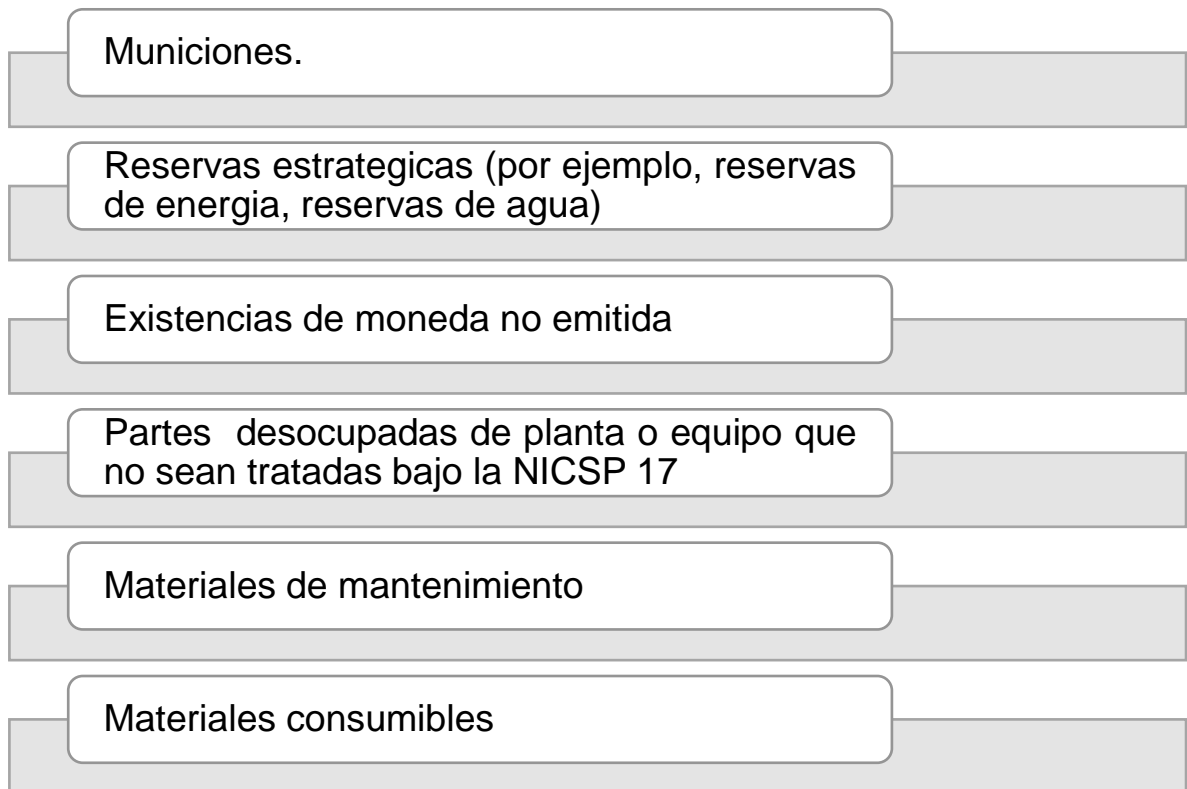 Municiones.
Reservas estrategicas (por ejemplo, reservas
de energia, reservas de agua)
Existencias de moneda no emitida
Partes desocupadas de planta o equipo que
no sean tratadas bajo la NICSP 17
Materiales de mantenimiento
Materiales consumibles